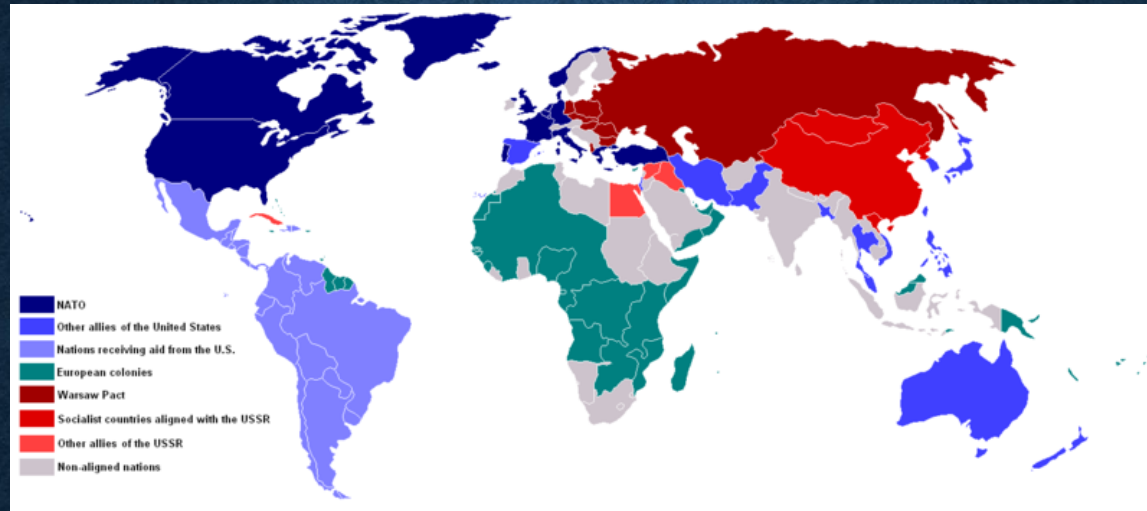 NATO
Other allies of the United States
Nations receiving aid from the U.S.
European colonies
Warsaw Pact
Socialist countries aligned with the USSR
Other allies of the USSR
Non-aligned nations